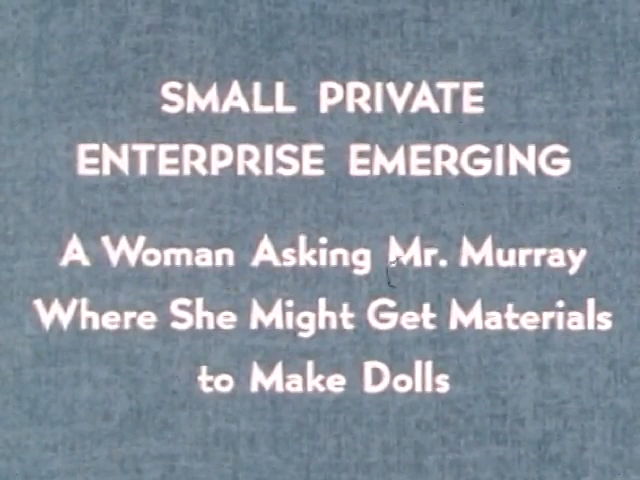 SMALL PRIVATE
ENTERPRISE EMERGING
A Woman Asking Mr. Murray
Where She Might Get Materials
to Make Dolls